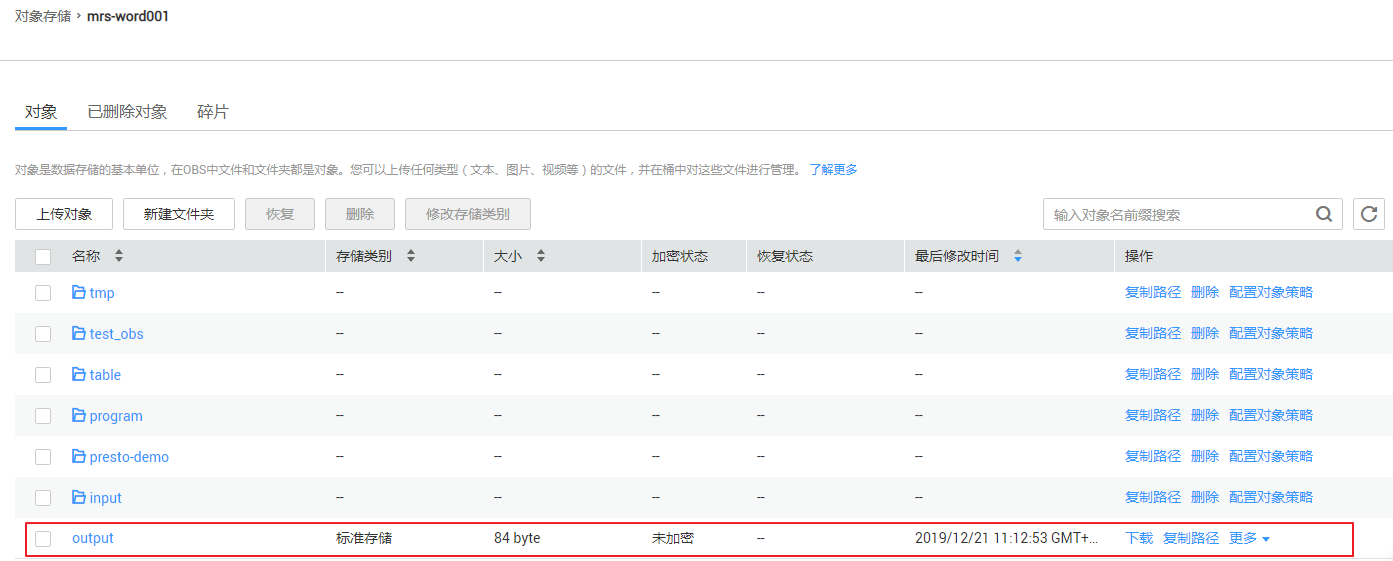 对象存储 › mrs-word001
对象 已删除对象 碎片
对象是数据存储的基本单位，在OBS中文件和文件夹都是对象。您可以上传任何类型（文本、图片、视频等）的文件，并在桶中对这些文件进行管理。 了解更多
上传对象 新建文件夹 恢复 删除 修改存储类别 输入对象名前缀搜索
名称 存储类别 大小 加密状态 恢复状态 最后修改时间 操作
tmp -- -- -- -- -- 复制路径 删除 配置对象策略
test_obs -- -- -- -- -- 复制路径 删除 配置对象策略
table -- -- -- -- -- 复制路径 删除 配置对象策略
program -- -- -- -- -- 复制路径 删除 配置对象策略
presto-demo -- -- -- -- -- 复制路径 删除 配置对象策略
input -- -- -- -- -- 复制路径 删除 配置对象策略
output 标准存储 84 byte 未加密 -- 2019/12/21 11:12:53 GMT+... 下载 复制路径 更多